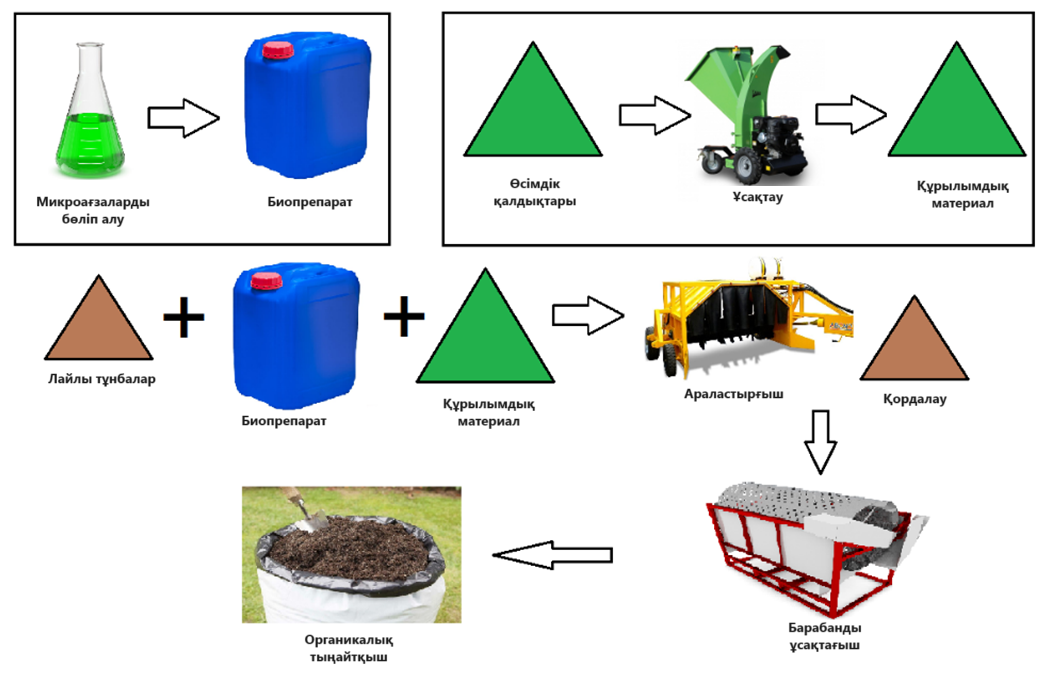 Микроағзаларды
бөліп алу
Биопрепарат
Өсімдік
қалдықтары
Ұсақтау
Құрылымдық
материал
Лайлы тұнбалар
Биопрепарат
Құрылымдық
материал
Араластырғыш
Қордалау
Органикалық
тыңайтқыш
Барабанды
ұсақтағыш